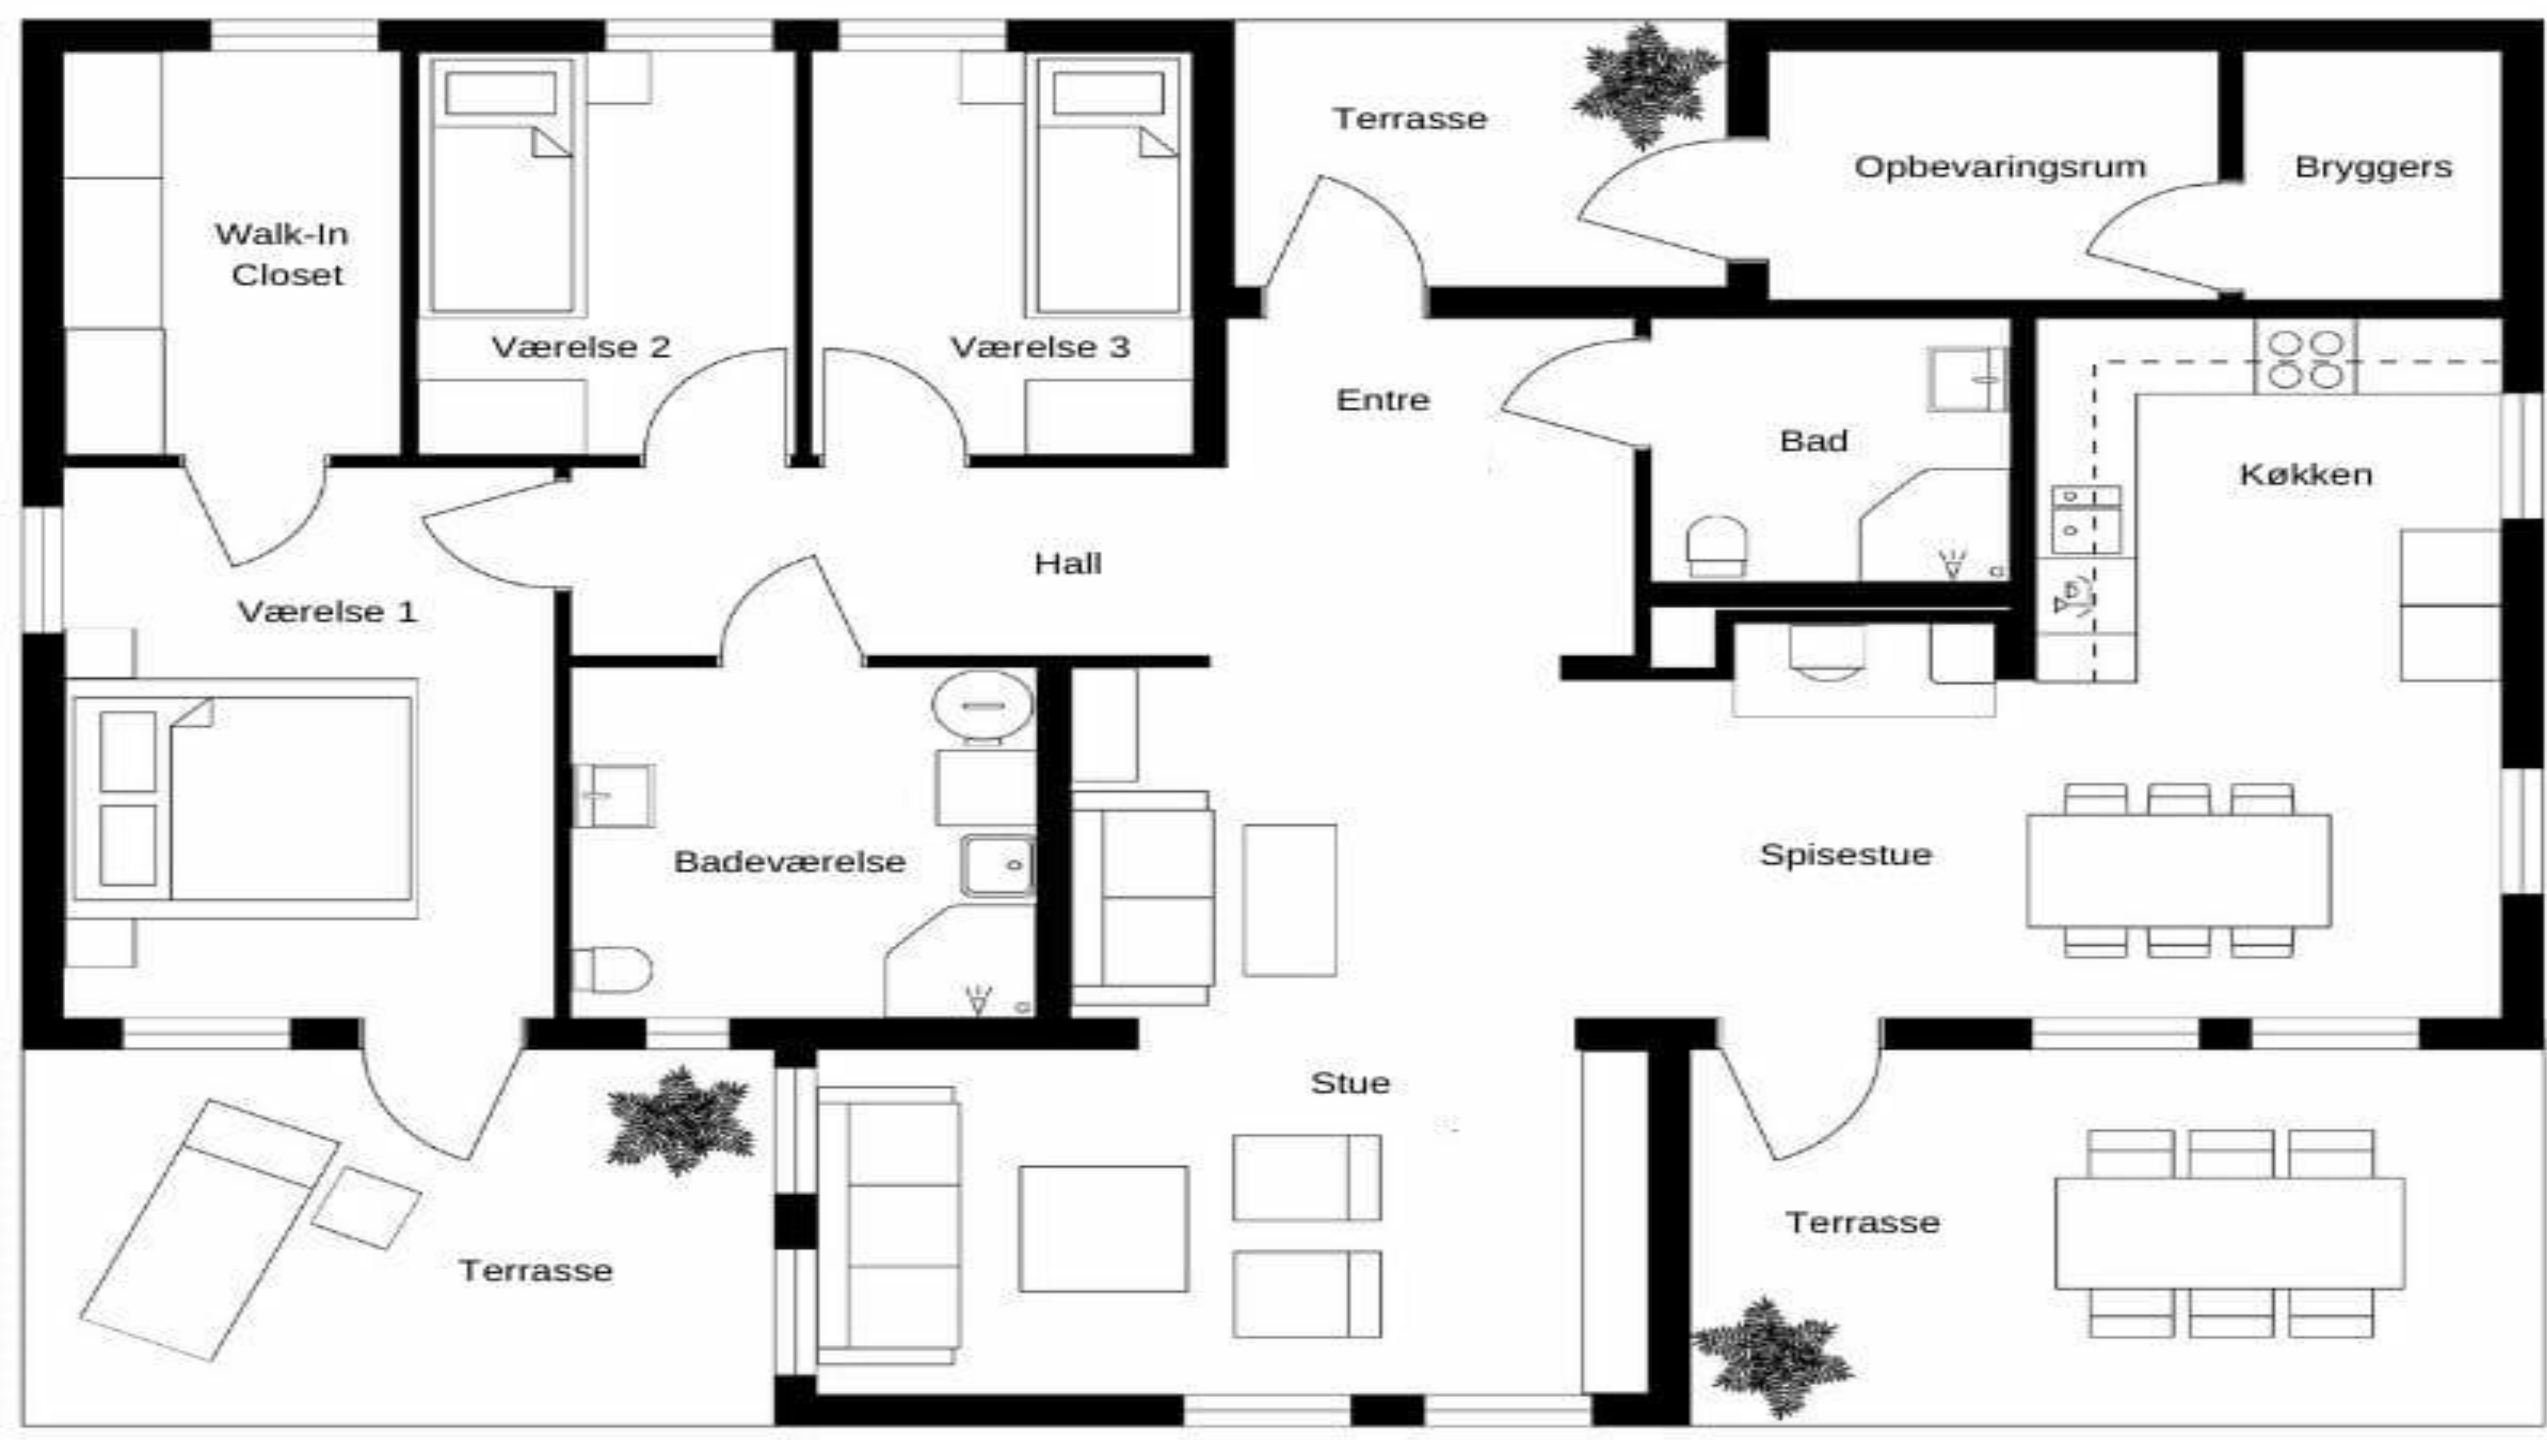 Terrasse
Opbevaringsrum
Bryggers
Walk-In
Closet
Værelse 2
Værelse 3
Entre
Bad
Køkken
Hall
Værelse 1
Badeværelse
Spisestue
Stue
Terrasse
Terrasse